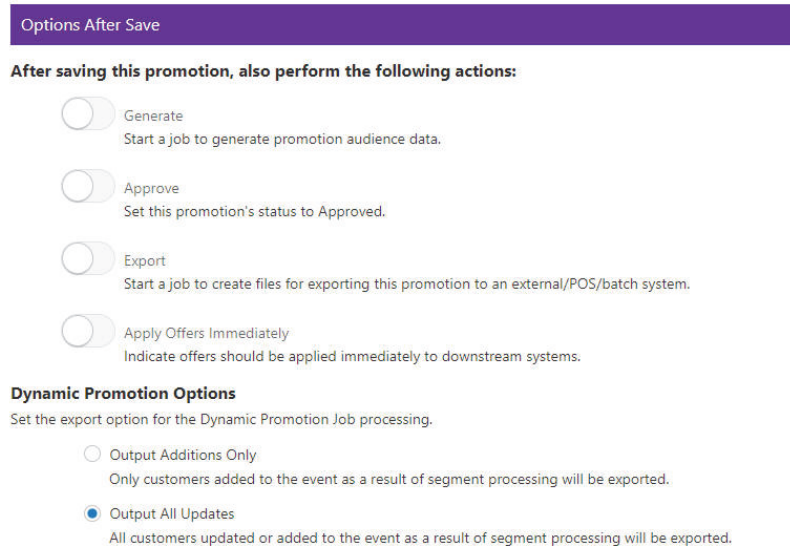 Options After Save
After saving this promotion, also perform the following actions:
Generate
Start a job to generate promotion audience data.
Approve
Set this promotion's status to Approved.
Export
Start a job to create files for exporting this promotion to an external/POS/batch system.
Apply Offers Immediately
Indicate offers should be applied immediately to downstream systems.
Dynamic Promotion Options
Set the export option for the Dynamic Promotion Job processing.
Output Additions Only
Only customers added to the event as a result of segment processing will be exported.
Output All Updates
All customers updated or added to the event as a result of segment processing will be exported.